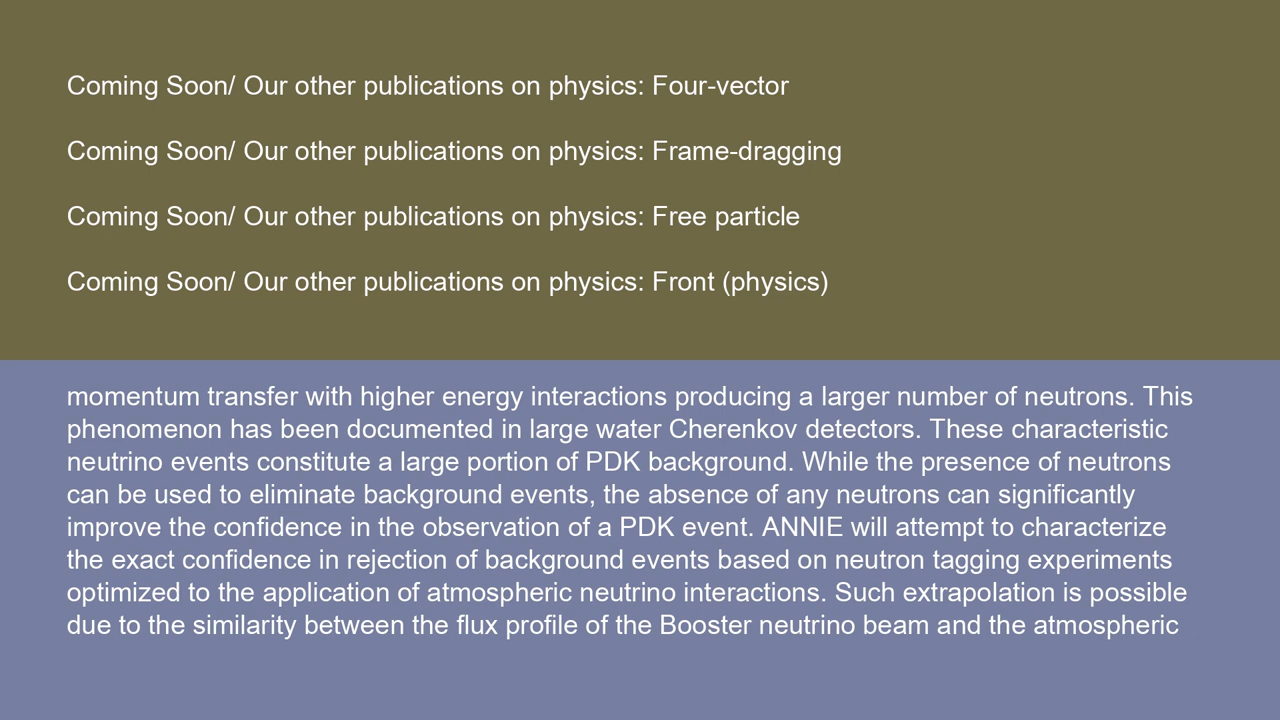 Coming Soon/ Our other publications on physics: Four-vector
Coming Soon/ Our other publications on physics: Frame-dragging
Coming Soon/ Our other publications on physics: Free particle
Coming Soon/ Our other publications on physics: Front (physics)
momentum transfer with higher energy interactions producing a larger number of neutrons. This
phenomenon has been documented in large water Cherenkov detectors. These characteristic
neutrino events constitute a large portion of PDK background. While the presence of neutrons
can be used to eliminate background events, the absence of any neutrons can significantly
improve the confidence in the observation of a PDK event. ANNIE will attempt to characterize
the exact confidence in rejection of background events based on neutron tagging experiments
optimized to the application of atmospheric neutrino interactions. Such extrapolation is possible
due to the similarity between the flux profile of the Booster neutrino beam and the atmospheric